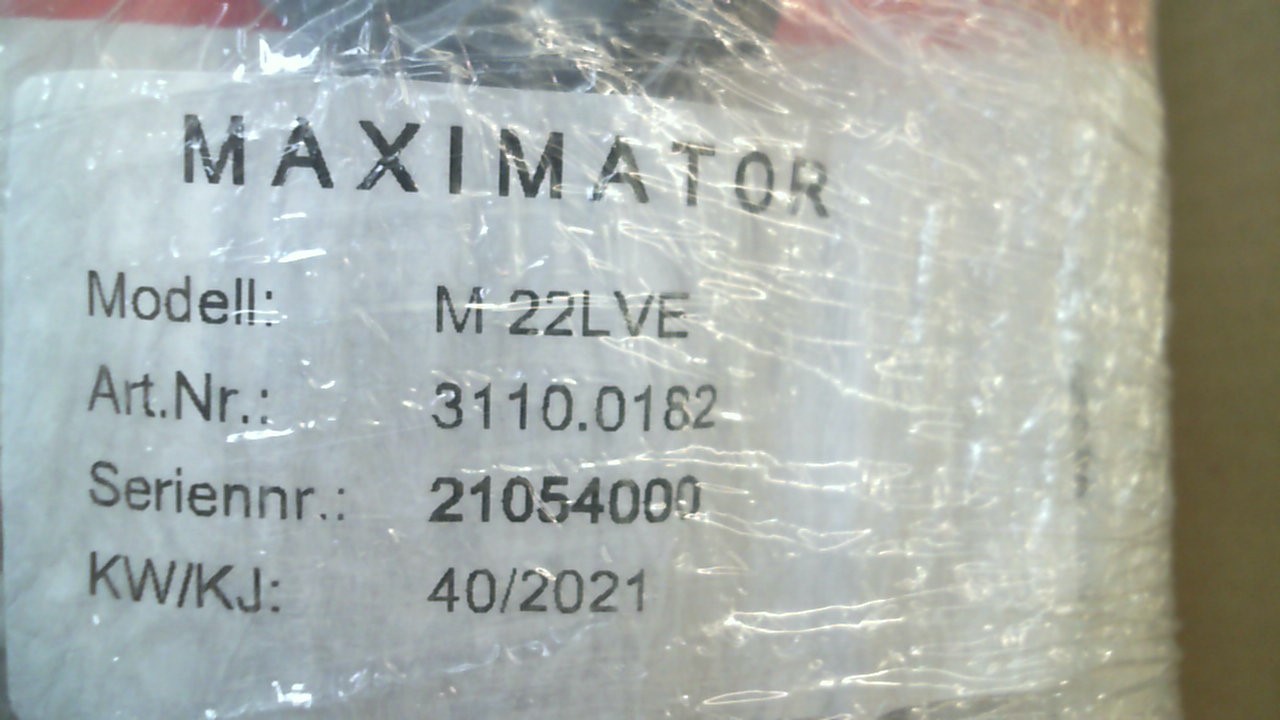 MAXIMATOR
Modell: M 22LVE
Art.Nr.: 3110.0182
Seriennr.: 21054000
KW/KJ: 40/2021